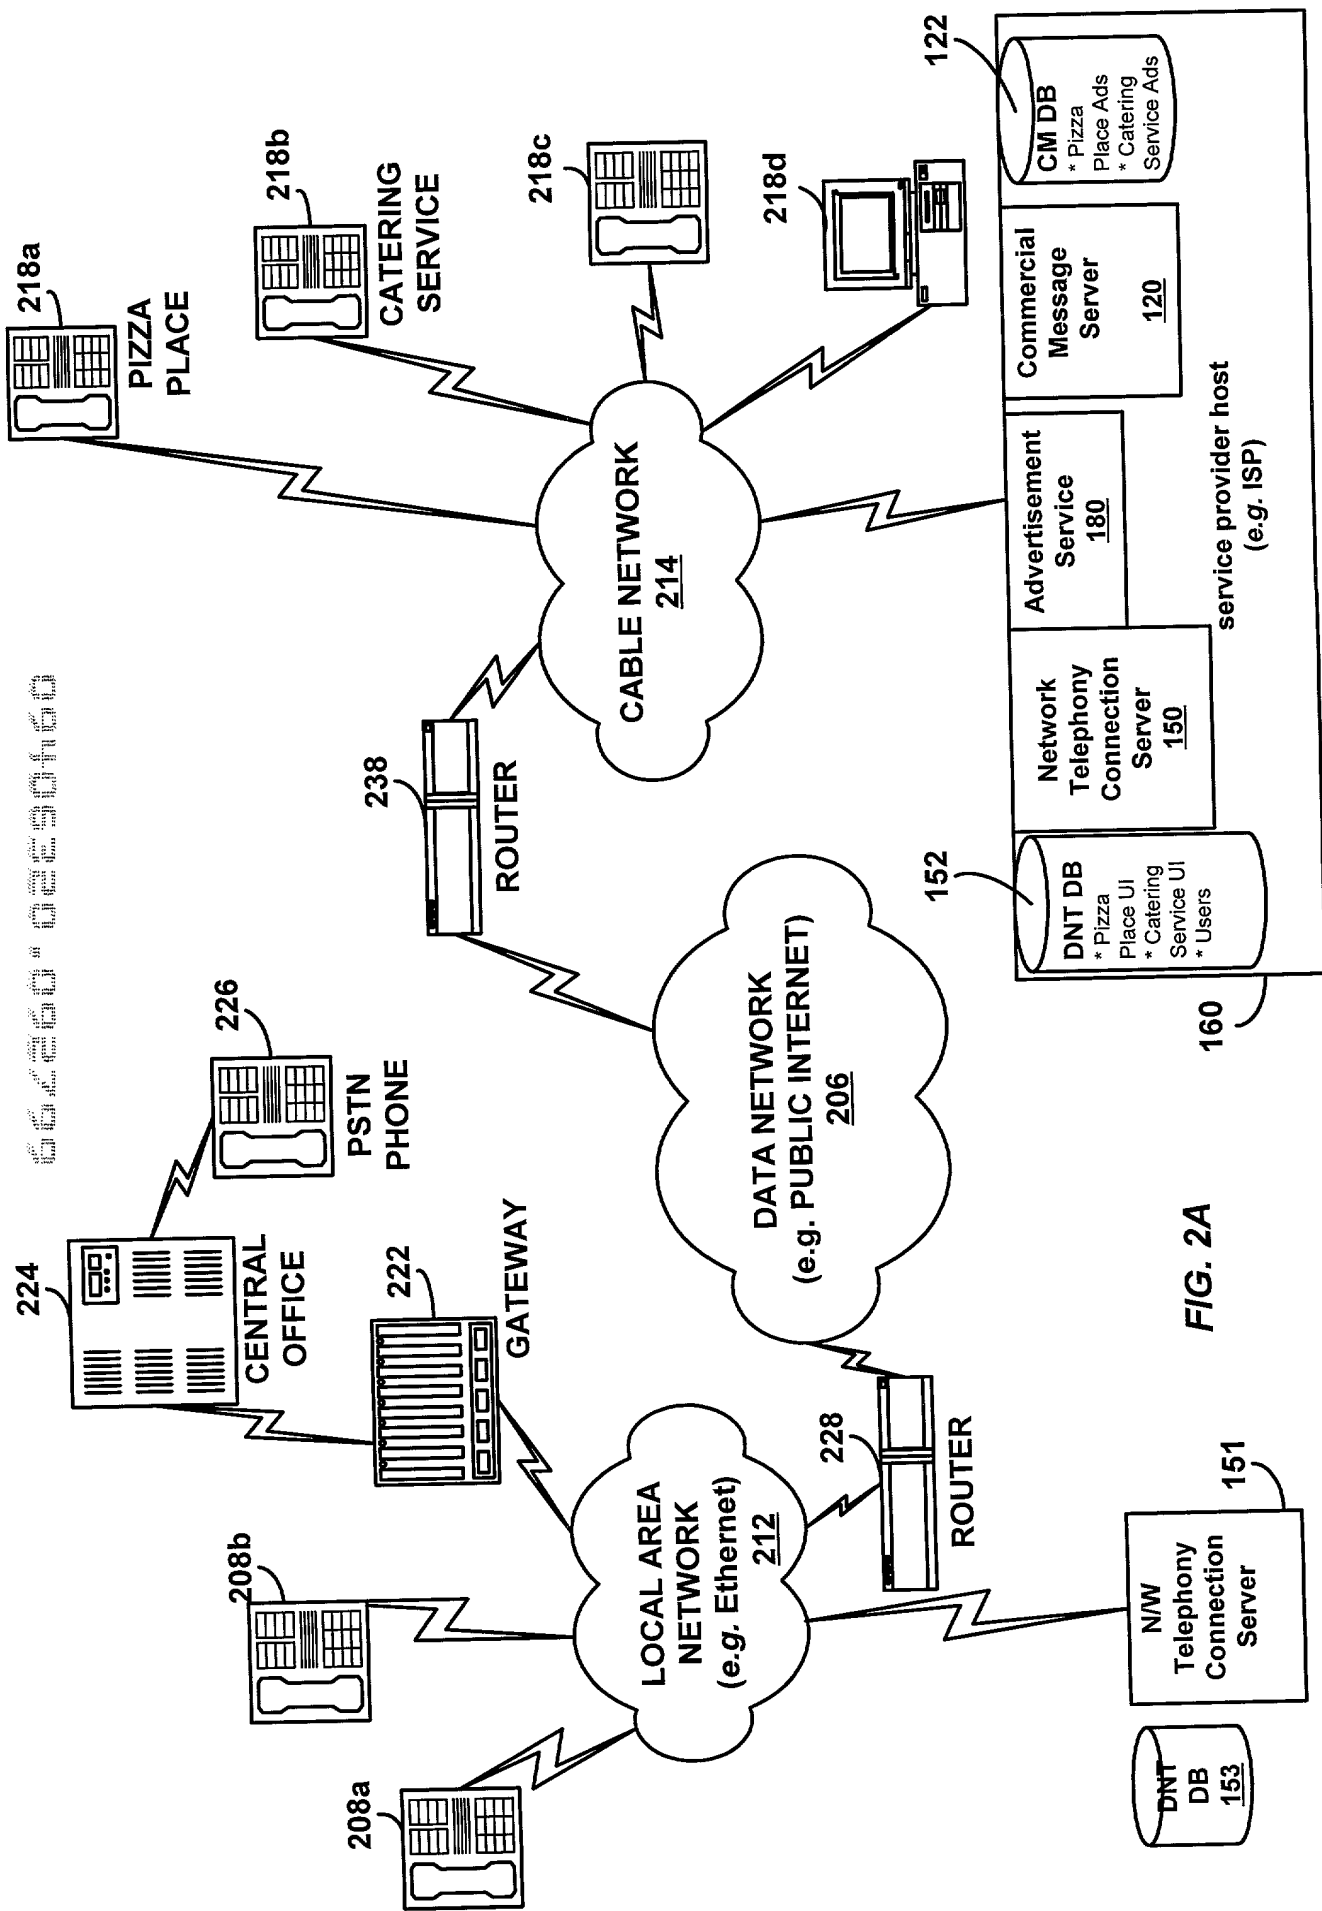 218a
PIZZA
PLACE
218b
CATERING
SERVICE
218c
218d
224
CENTRAL
OFFICE
226
PSTN
PHONE
222
GATEWAY
238
ROUTER
CABLE NETWORK
214
208b
208a
LOCAL AREA
NETWORK
(e.g. Ethernet)
212
DATA NETWORK
(e.g. PUBLIC INTERNET)
206
228
ROUTER
N/W
Telephony
Connection
Server
151
DNT
DB
153
152
DNT DB
* Pizza
Place UI
* Catering
Service UI
* Users
Network
Telephony
Connection
Server
150
Advertisement
Service
180
Commercial
Message
Server
120
122
CM DB
* Pizza
Place Ads
* Catering
Service Ads
service provider host
(e.g. ISP)
160
FIG. 2A